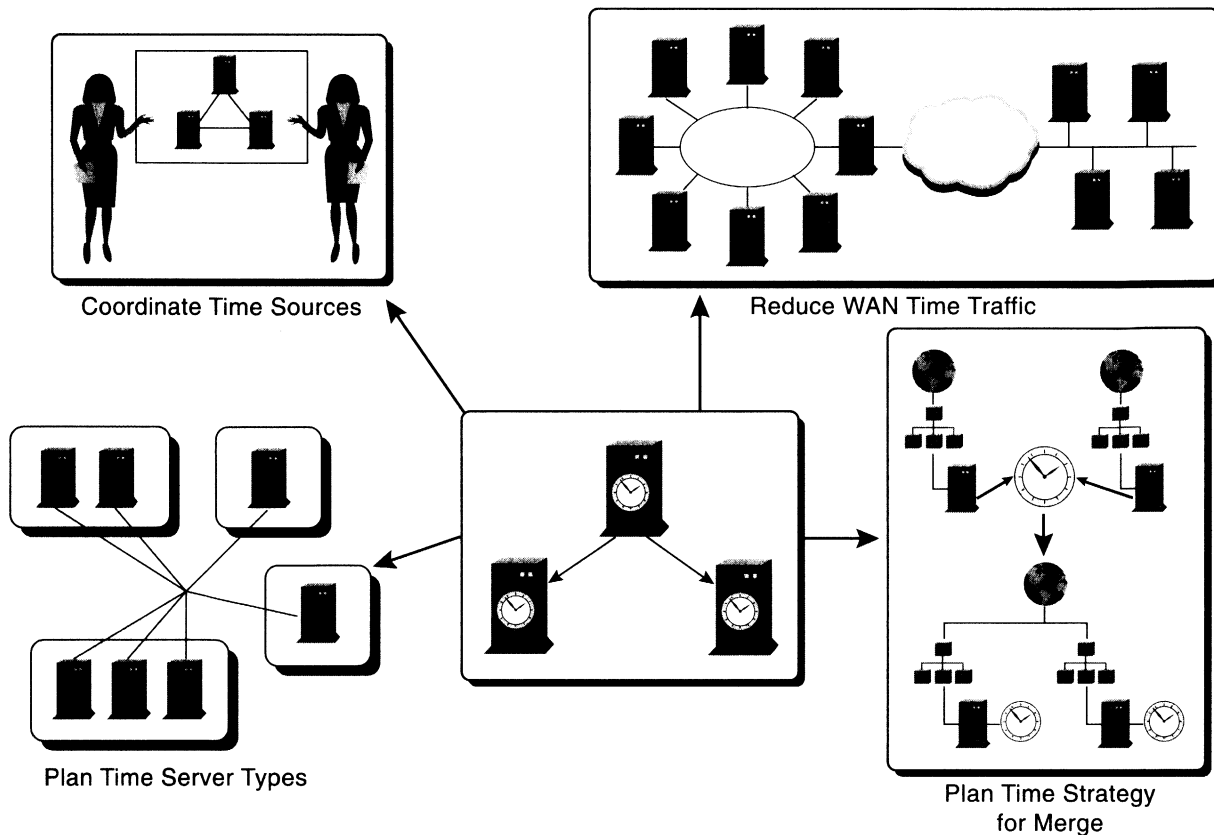 Coordinate Time Sources
Reduce WAN Time Traffic
Plan Time Server Types
Plan Time Strategy
for Merge